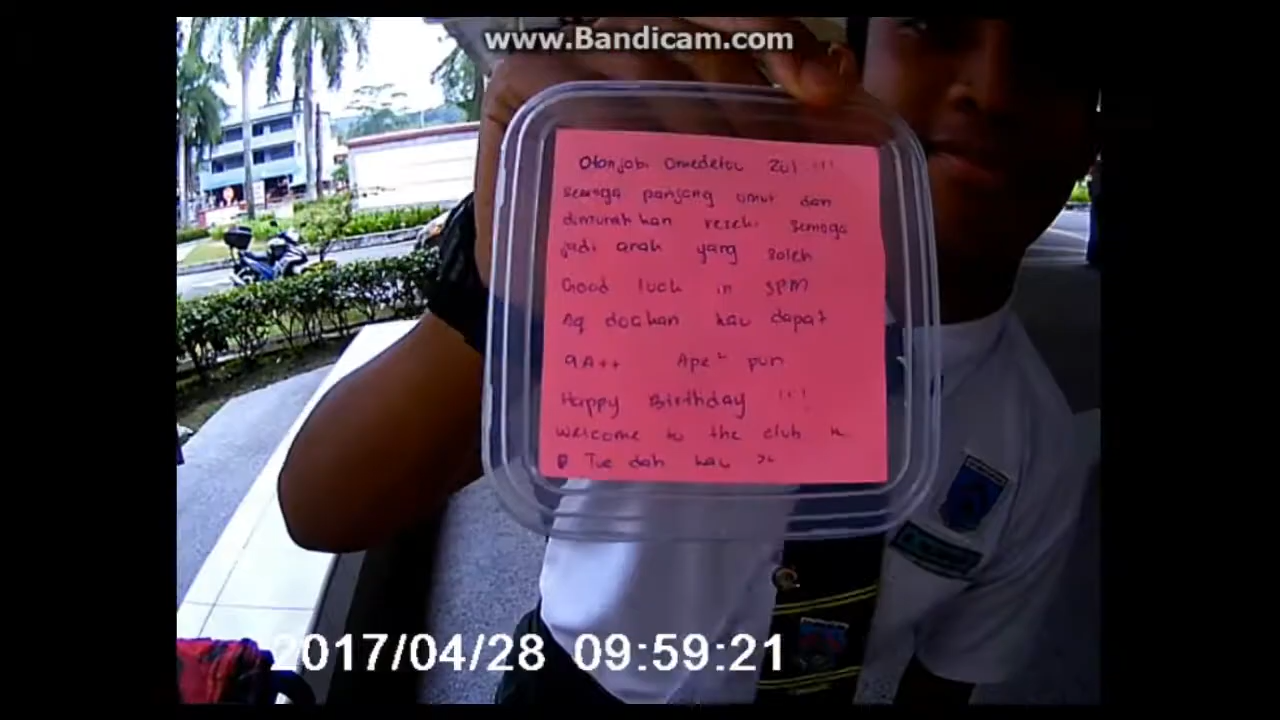 www.Bandicam.com
Otanjobi Omedetou
semoga panjang umur dan
dimurahkan rezeki semoga
jadi anak yang soleh
Good luck in SPM
Aq doakan kau dapat
9A++ Ape² pun
Happy Birthday !!!
welcome to the club
Tue dah kau
2017/04/28 09:59:21